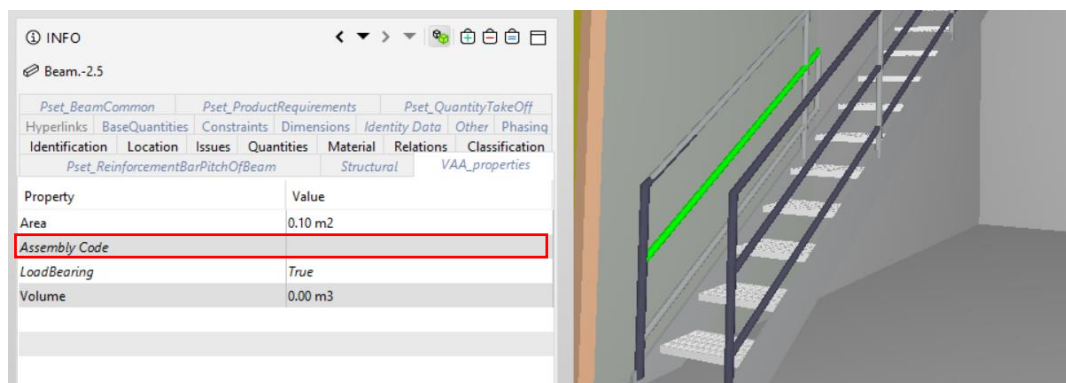 INFO
Beam.-2.5
Pset_BeamCommon Pset_ProductRequirements Pset_QuantityTakeOff
Hyperlinks BaseQuantities Constraints Dimensions Identity Data Other Phasing
Identification Location Issues Quantities Material Relations Classification
Pset_ReinforcementBarPitchOfBeam Structural VAA_properties
Property Value
Area 0.10 m2
Assembly Code
LoadBearing True
Volume 0.00 m3